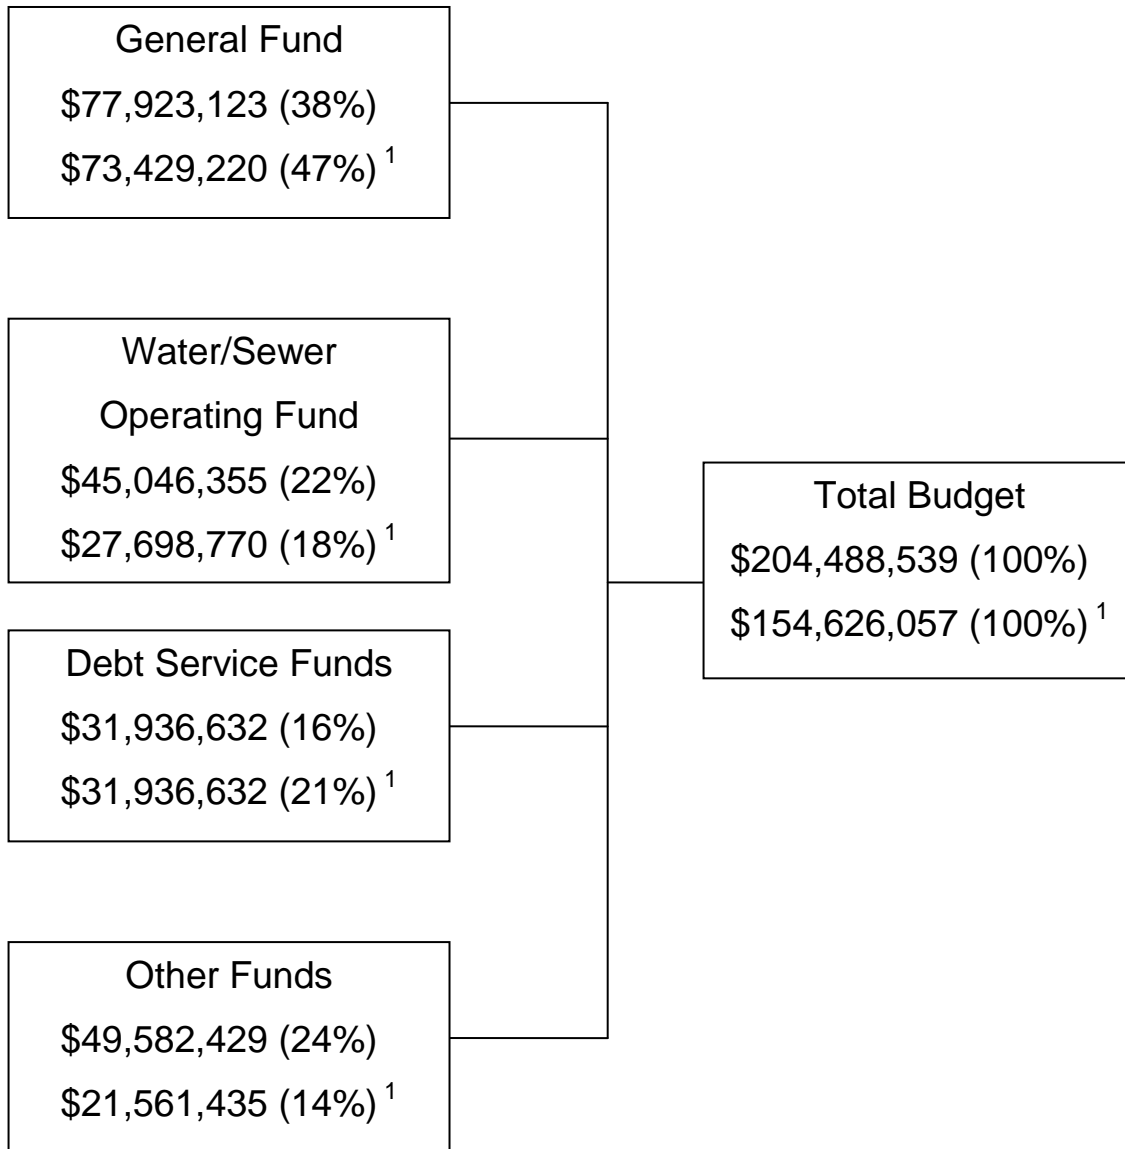 General Fund
$77,923,123 (38%)
$73,429,220 (47%) 1
Water/Sewer
Operating Fund
$45,046,355 (22%)
$27,698,770 (18%) 1
Debt Service Funds
$31,936,632 (16%)
$31,936,632 (21%) 1
Other Funds
$49,582,429 (24%)
$21,561,435 (14%) 1
Total Budget
$204,488,539 (100%)
$154,626,057 (100%) 1